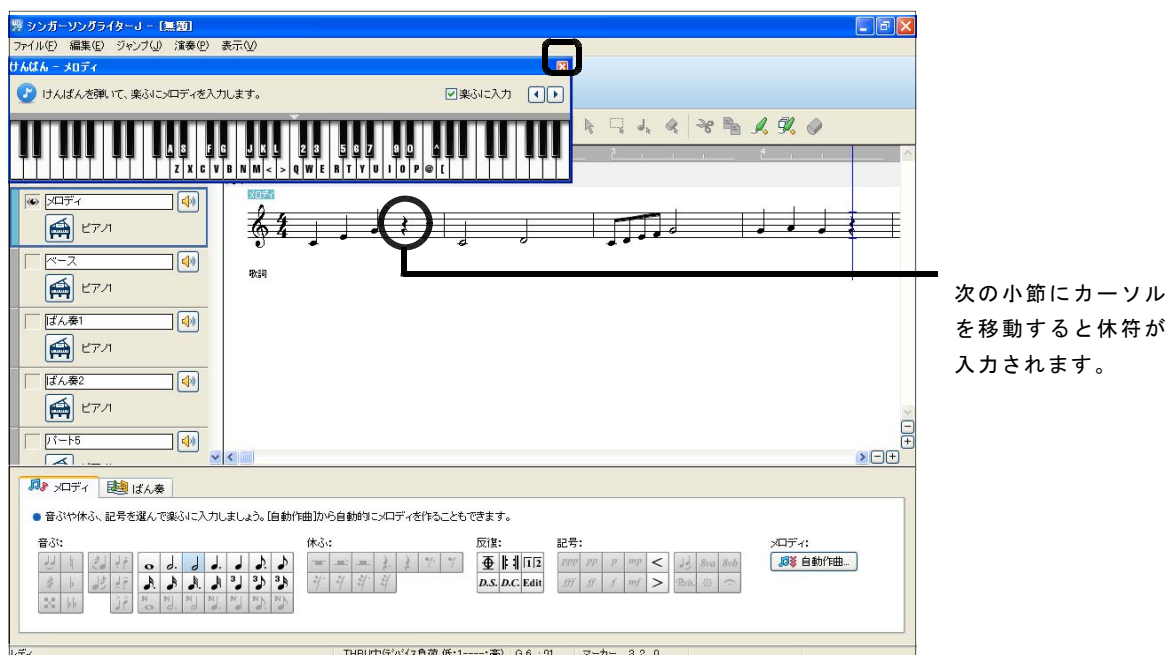 シンガーソングライターJ - [無題]
ファイル(F) 編集(E) ジャンプ(J) 演奏(P) 表示(V)
けんばん - メロディ
けんばんを弾いて、楽ふにメロディを入力します。 楽ふに入力
A S F G J K L 2 3 5 6 7 9 0 ^
Z X C V B N M < > Q W E R T Y U I O P @ [
メロディ
ピアノ1
ベース
ピアノ1
ばん奏1
ピアノ1
ばん奏2
ピアノ1
パート5
メロディ
歌詞
次の小節にカーソル
を移動すると休符が
入力されます。
メロディ ばん奏
音ぶや休ふ、記号を選んで楽ふに入力しましょう。[自動作曲]から自動的にメロディを作ることもできます。
音ぶ: 休ふ: 反復: 記号: メロディ:
D.S. D.C. Edit
ppp pp p mp < 8va 8vb
fff ff f mf > Ped.
自動作曲...